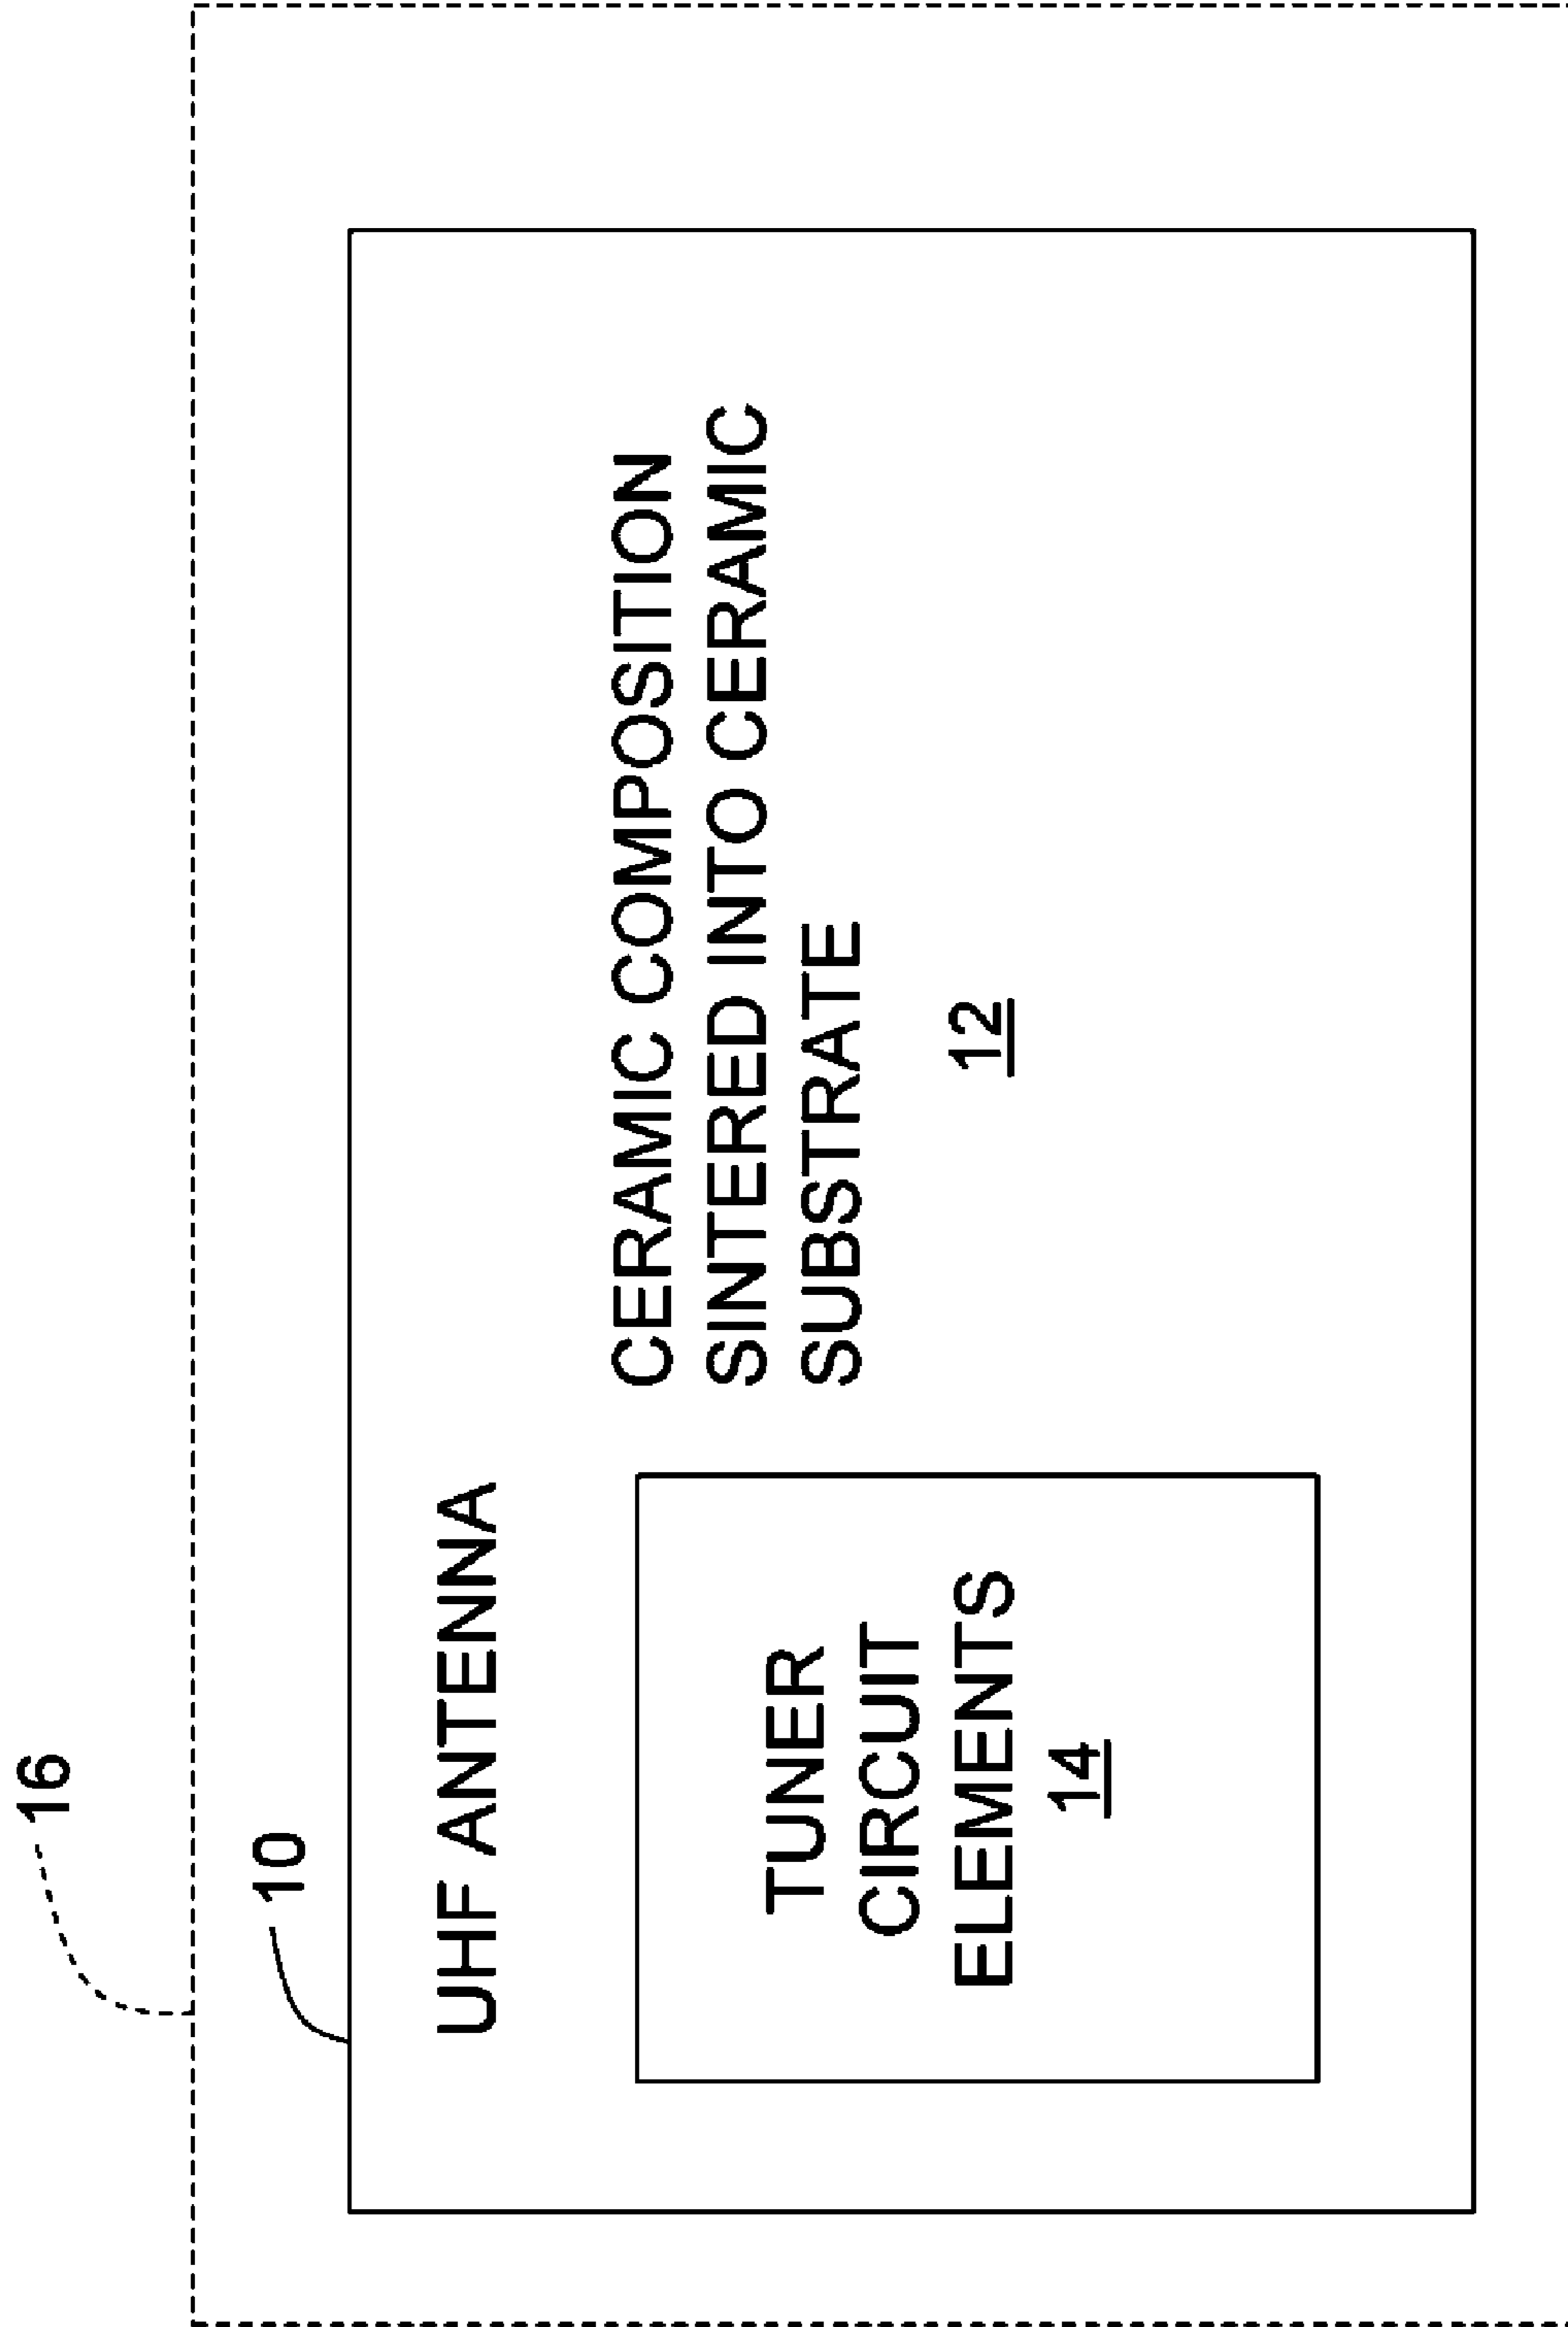 16
10
UHF ANTENNA
TUNER
CIRCUIT
ELEMENTS
14
CERAMIC COMPOSITION
SINTERED INTO CERAMIC
SUBSTRATE
12